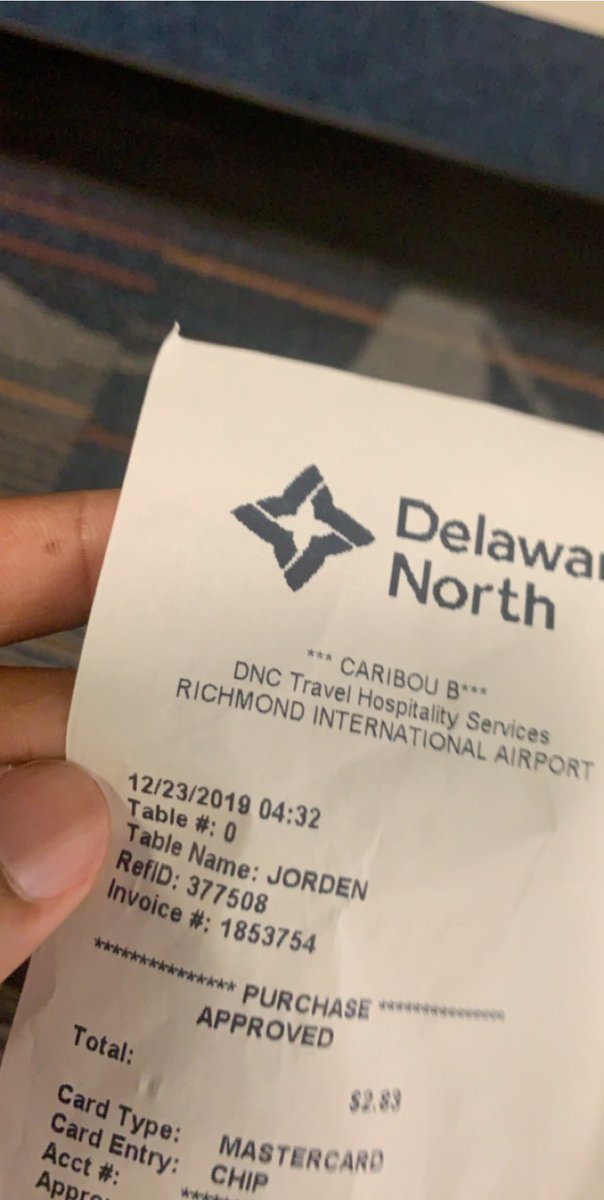 Delawa
North
*** CARIBOU B***
DNC Travel Hospitality Services
RICHMOND INTERNATIONAL AIRPORT
12/23/2019 04:32
Table #: 0
Table Name: JORDEN
RefID: 377508
Invoice #: 1853754
*************** PURCHASE ***************
APPROVED
Total: $2.83
Card Type: MASTERCARD
Card Entry: CHIP
Acct #: *****
Appro